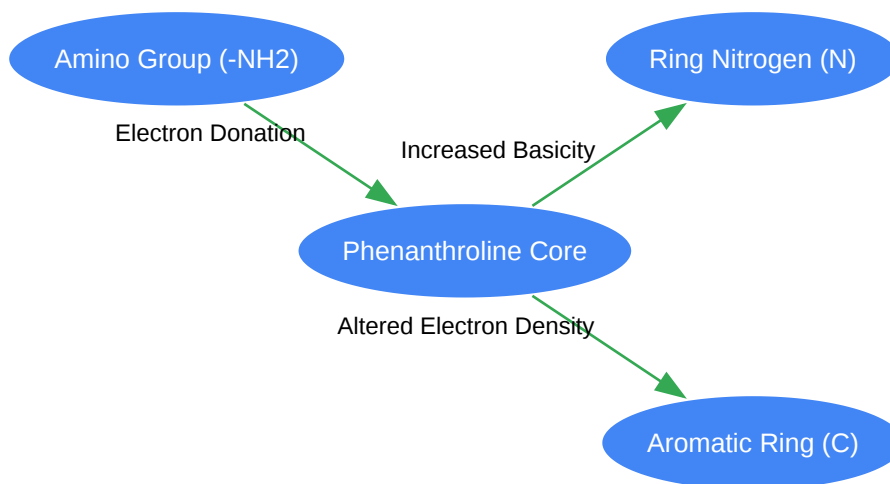 Amino Group (-NH2)
Ring Nitrogen (N)
Electron Donation
Increased Basicity
Phenanthroline Core
Altered Electron Density
Aromatic Ring (C)